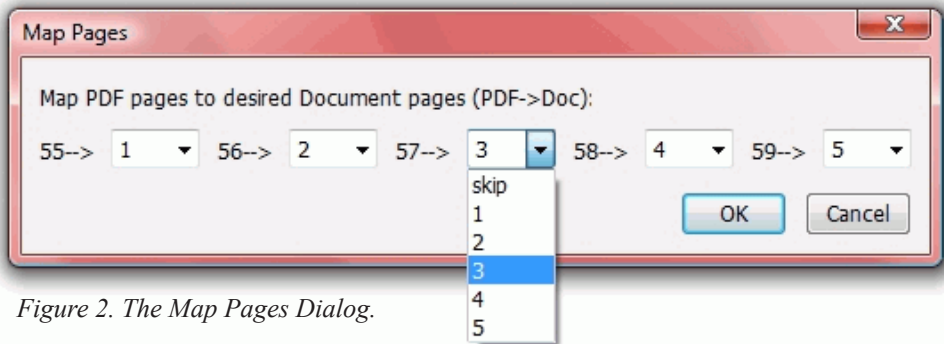 Map Pages
Map PDF pages to desired Document pages (PDF->Doc):
55--> 1 56--> 2 57--> 3 58--> 4 59--> 5
skip
1
2
3
4
5
OK Cancel
Figure 2. The Map Pages Dialog.